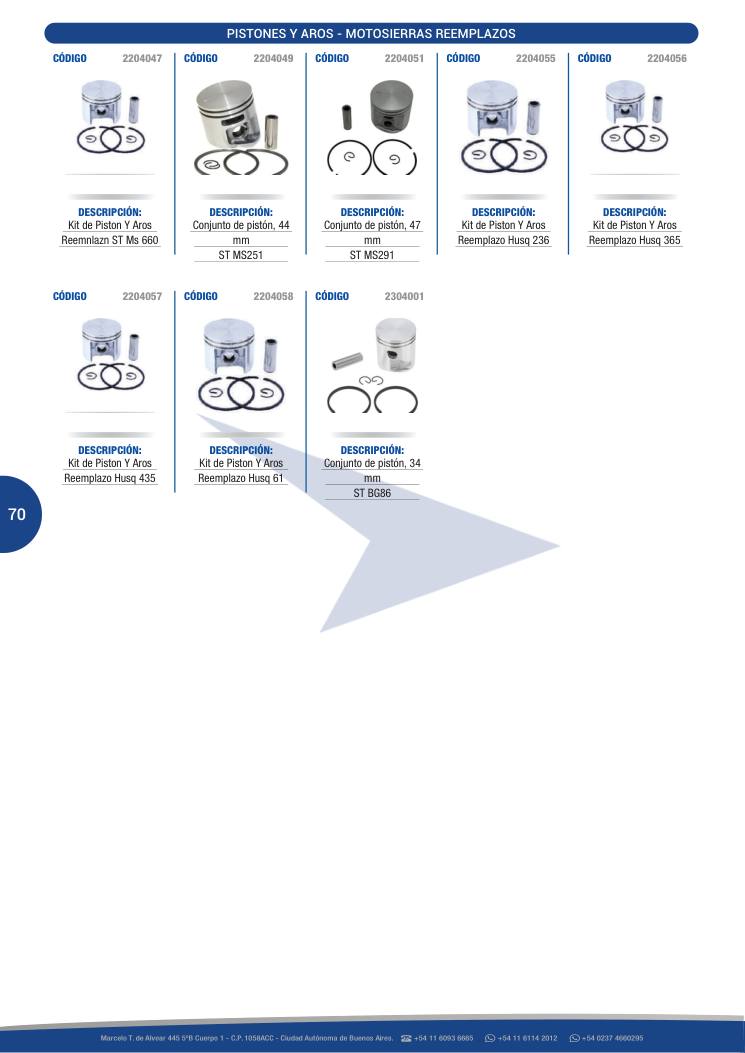 PISTONES Y AROS - MOTOSIERRAS REEMPLAZOS
CÓDIGO 2204047
DESCRIPCIÓN:
Kit de Piston Y Aros
Reemnlazn ST Ms 660
CÓDIGO 2204049
DESCRIPCIÓN:
Conjunto de pistón, 44
mm
ST MS251
CÓDIGO 2204051
DESCRIPCIÓN:
Conjunto de pistón, 47
mm
ST MS291
CÓDIGO 2204055
DESCRIPCIÓN:
Kit de Piston Y Aros
Reemplazo Husq 236
CÓDIGO 2204056
DESCRIPCIÓN:
Kit de Piston Y Aros
Reemplazo Husq 365
CÓDIGO 2204057
DESCRIPCIÓN:
Kit de Piston Y Aros
Reemplazo Husq 435
CÓDIGO 2204058
DESCRIPCIÓN:
Kit de Piston Y Aros
Reemplazo Husq 61
CÓDIGO 2304001
DESCRIPCIÓN:
Conjunto de pistón, 34
mm
ST BG86
70
Marcelo T. de Alvear 445 5ºB Cuerpo 1 - C.P. 1058ACC - Ciudad Autónoma de Buenos Aires. +54 11 6093 6665 +54 11 6114 2012 +54 0237 4660295